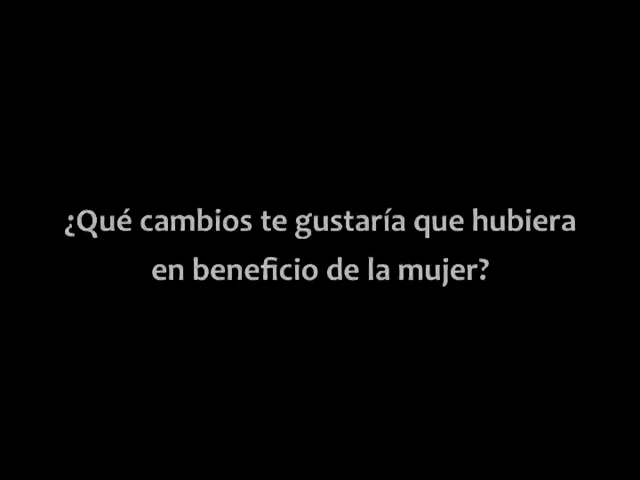 ¿Qué cambios te gustaría que hubiera
en beneficio de la mujer?